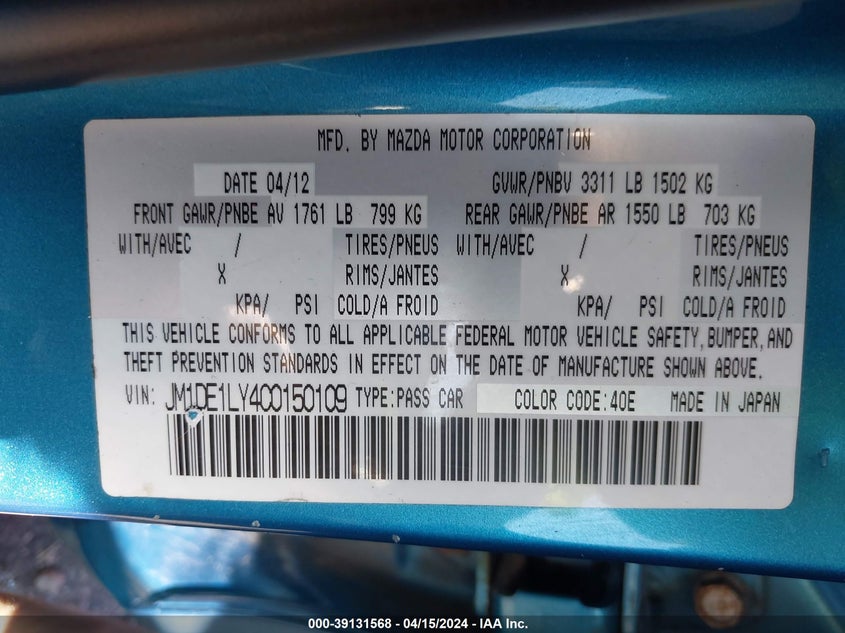 MFD. BY MAZDA MOTOR CORPORATION
DATE 04/12 GVWR/PNBV 3311 LB 1502 KG
FRONT GAWR/PNBE AV 1761 LB 799 KG REAR GAWR/PNBE AR 1550 LB 703 KG
WITH/AVEC / TIRES/PNEUS WITH/AVEC / TIRES/PNEUS
X RIMS/JANTES X RIMS/JANTES
KPA/ PSI COLD/A FROID KPA/ PSI COLD/A FROID
THIS VEHICLE CONFORMS TO ALL APPLICABLE FEDERAL MOTOR VEHICLE SAFETY, BUMPER, AND
THEFT PREVENTION STANDARDS IN EFFECT ON THE DATE OF MANUFACTURE SHOWN ABOVE.
VIN: JM1DE1LY4C0150109 TYPE:PASS CAR COLOR CODE:40E MADE IN JAPAN
000-39131568 - 04/15/2024 - IAA Inc.